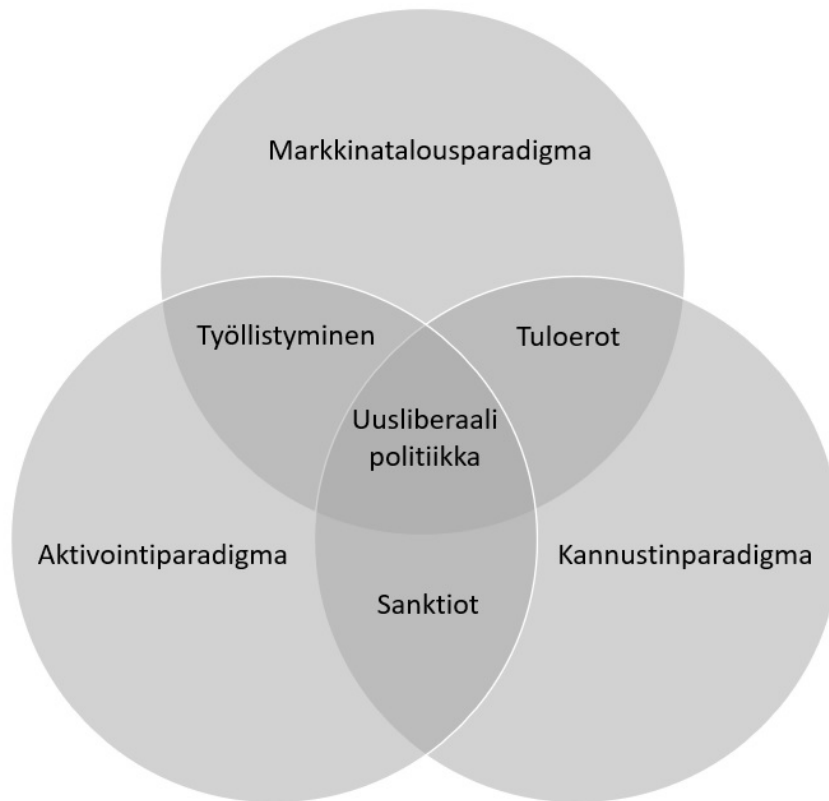 Markkinatalousparadigma
Työllistyminen
Tuloerot
Uusliberaali
politiikka
Aktivointiparadigma
Kannustinparadigma
Sanktiot